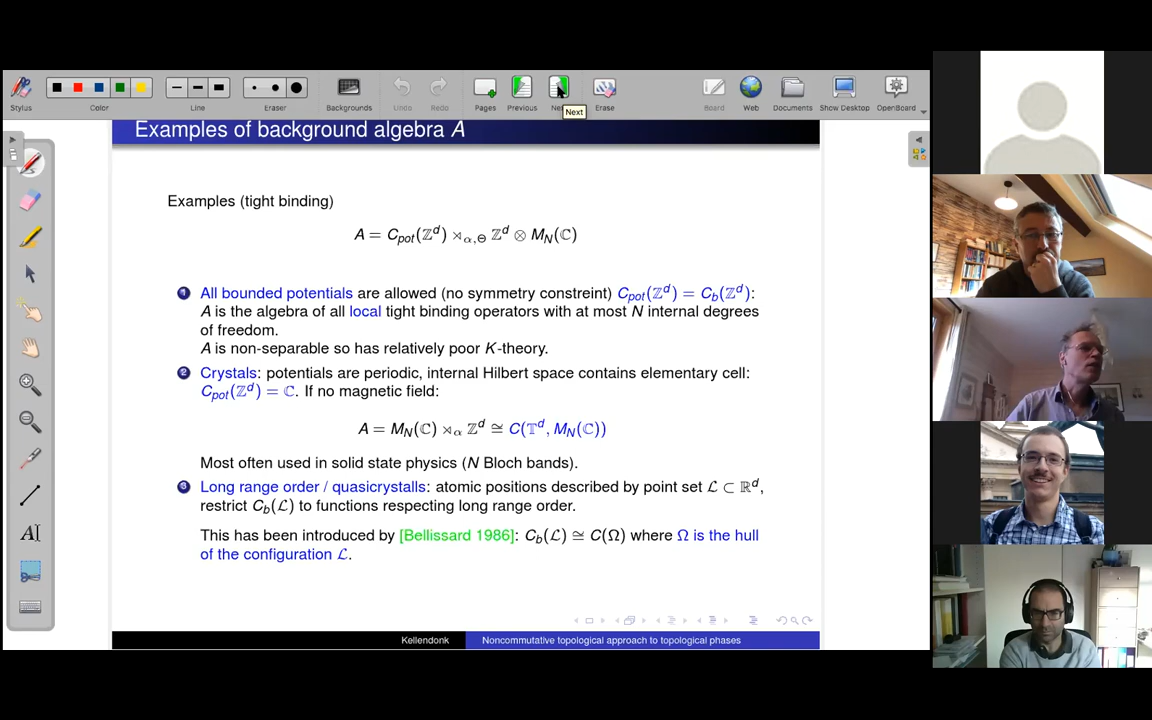 Stylus
Color
Line
Eraser
Backgrounds
Undo
Redo
Pages
Previous
Next
Erase
Board
Web
Documents
Show Desktop
OpenBoard
Examples of background algebra A
Examples (tight binding)
A = C_pot(ℤ^d) ⋊_α,Θ ℤ^d ⊗ M_N(ℂ)
1 All bounded potentials are allowed (no symmetry constreint) C_pot(ℤ^d) = C_b(ℤ^d):
A is the algebra of all local tight binding operators with at most N internal degrees
of freedom.
A is non-separable so has relatively poor K-theory.
2 Crystals: potentials are periodic, internal Hilbert space contains elementary cell:
C_pot(ℤ^d) = ℂ. If no magnetic field:
A = M_N(ℂ) ⋊_α ℤ^d ≅ C(𝕋^d, M_N(ℂ))
Most often used in solid state physics (N Bloch bands).
3 Long range order / quasicrystalls: atomic positions described by point set ℒ ⊂ ℝ^d,
restrict C_b(ℒ) to functions respecting long range order.
This has been introduced by [Bellissard 1986]: C_b(ℒ) ≅ C(Ω) where Ω is the hull
of the configuration ℒ.
Kellendonk
Noncommutative topological approach to topological phases